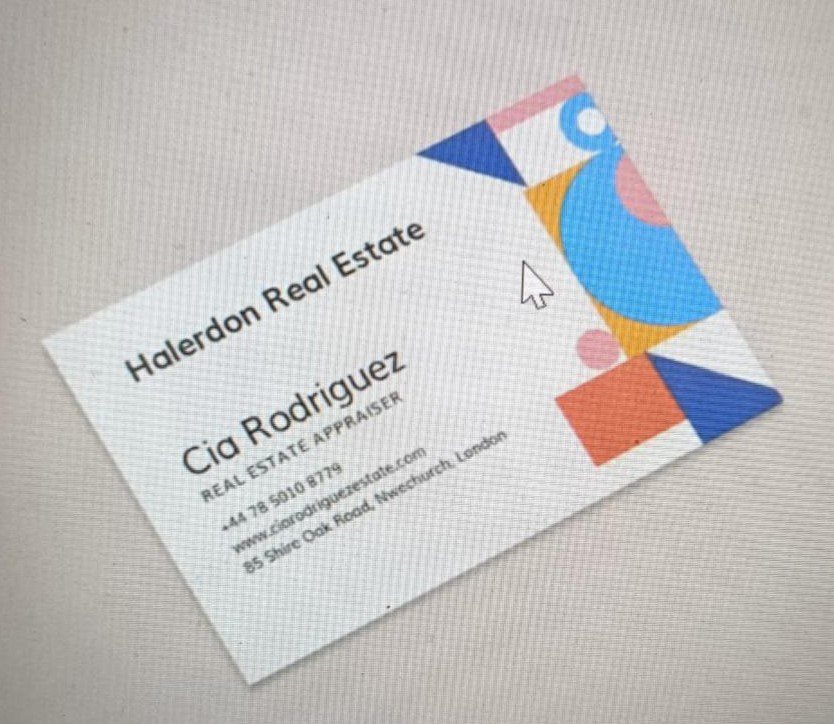 Halerdon Real Estate
Cia Rodriguez
REAL ESTATE APPRAISER
+44 78 5010 8779
www.ciarodriguezestate.com
85 Shire Oak Road, Nwechurch, London